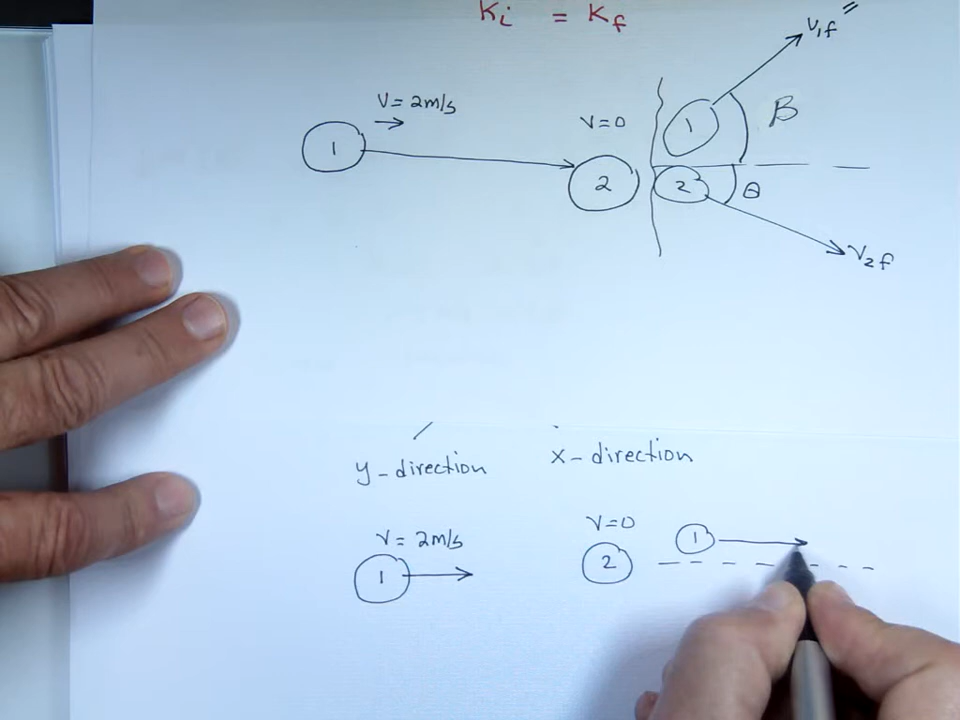 Ki = Kf
V1f
V = 2m/s
V=0
β
1
1
2
2
θ
V2f
y-direction
x-direction
V = 2m/s
V=0
1
2
1